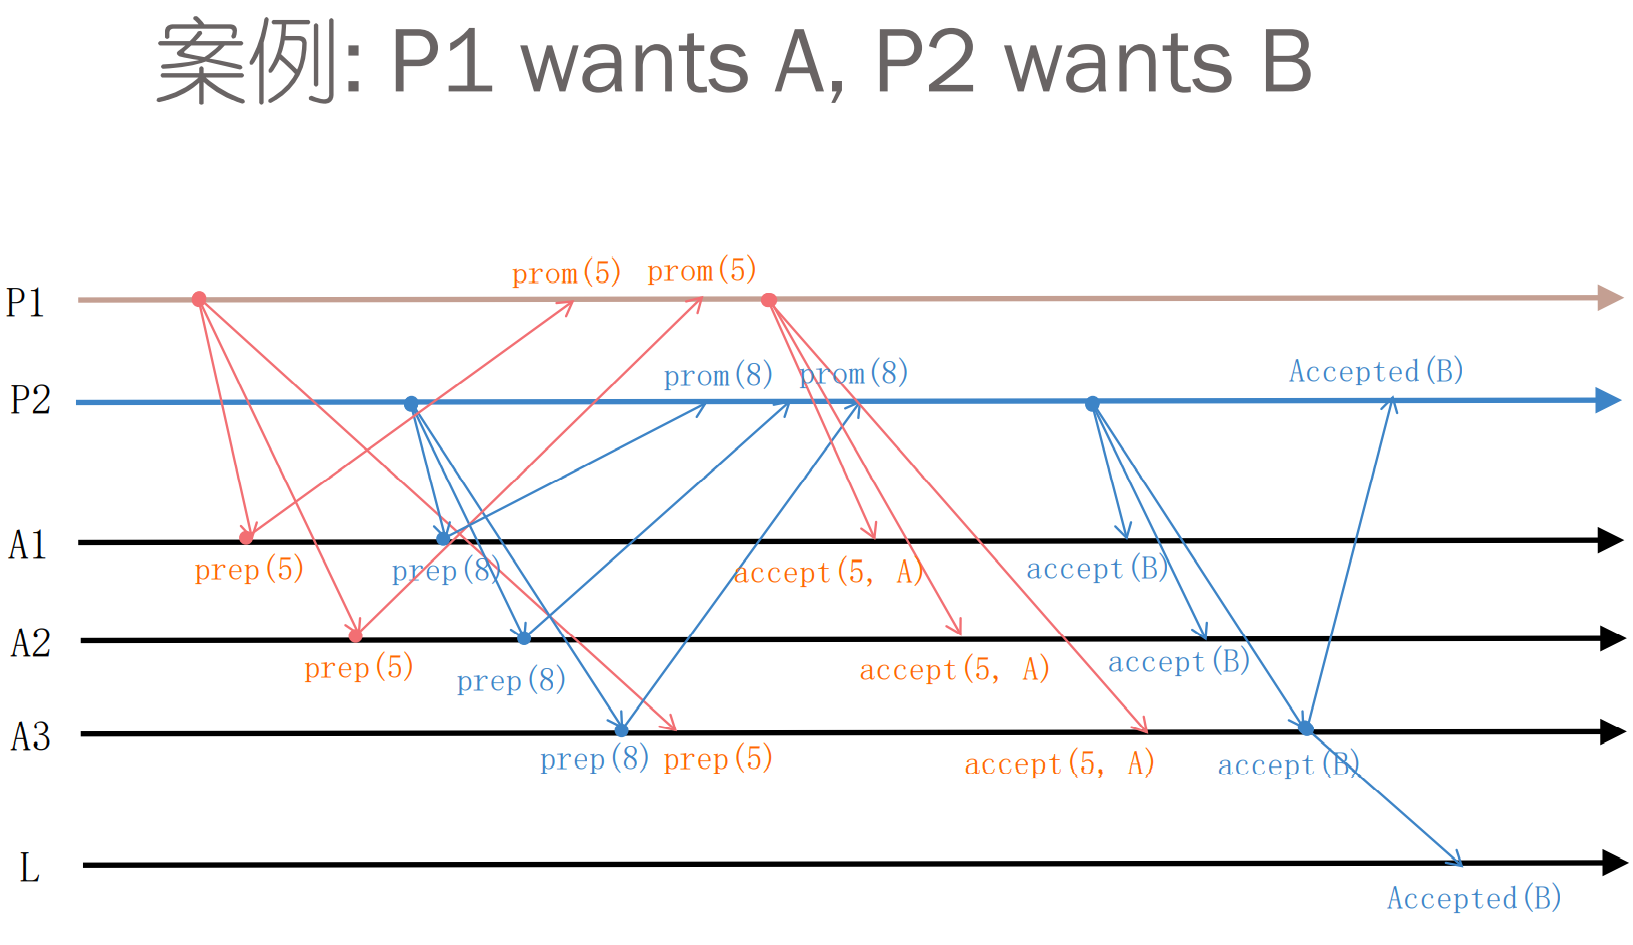 案例: P1 wants A, P2 wants B
prom(5) prom(5)
P1
prom(8) prom(8) Accepted(B)
P2
A1
prep(5) prep(8) accept(5, A) accept(B)
A2
prep(5) prep(8) accept(5, A) accept(B)
A3
prep(8) prep(5) accept(5, A) accept(B)
L
Accepted(B)